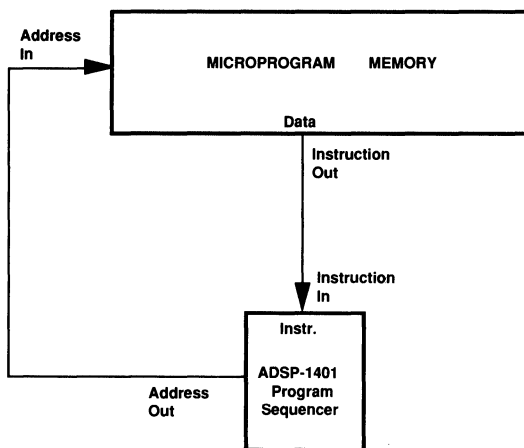 Address
In
MICROPROGRAM MEMORY
Data
Instruction
Out
Instruction
In
Instr.
ADSP-1401
Program
Sequencer
Address
Out